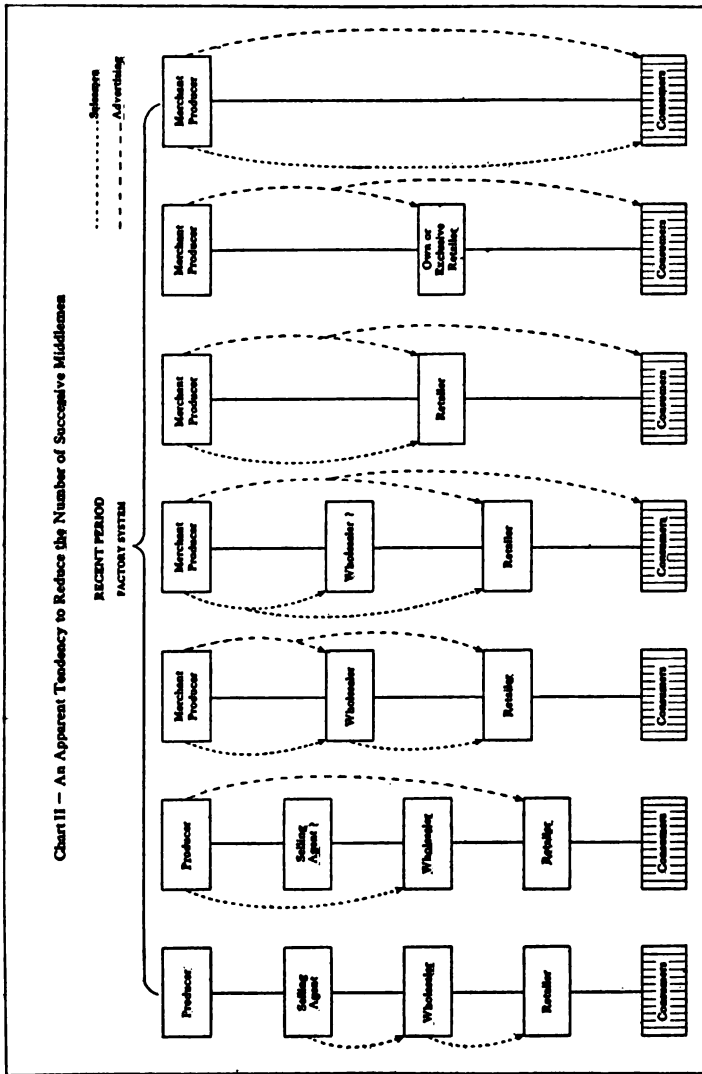 Chart II — An Apparent Tendency to Reduce the Number of Successive Middlemen
RECENT PERIOD
FACTORY SYSTEM
Salesmen
Advertising
Producer
Selling
Agent
Wholesaler
Retailer
Consumers
Producer
Selling
Agent ?
Wholesaler
Retailer
Consumers
Merchant
Producer
Wholesaler
Retailer
Consumers
Merchant
Producer
Wholesaler ?
Retailer
Consumers
Merchant
Producer
Retailer
Consumers
Merchant
Producer
Own or
Exclusive
Retailer
Consumers
Merchant
Producer
Consumers